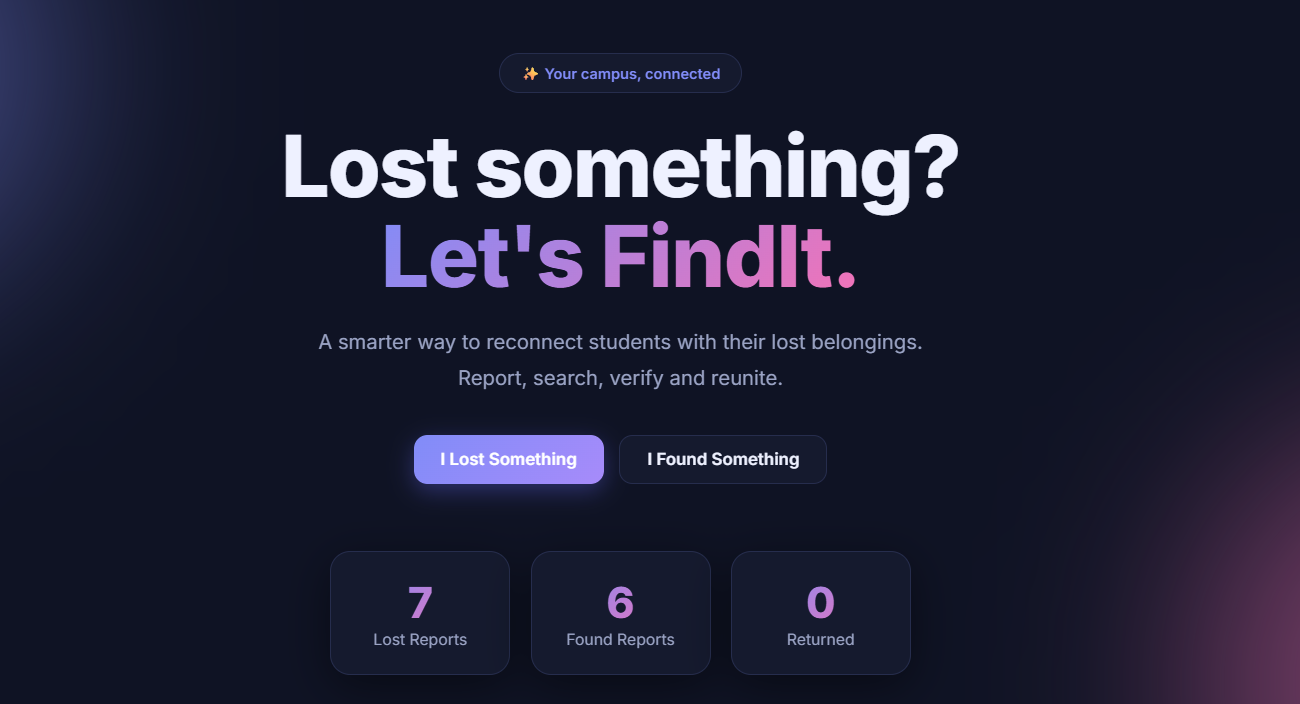 ✨ Your campus, connected
Lost something?
Let's FindIt.
A smarter way to reconnect students with their lost belongings.
Report, search, verify and reunite.
I Lost Something
I Found Something
7
Lost Reports
6
Found Reports
0
Returned